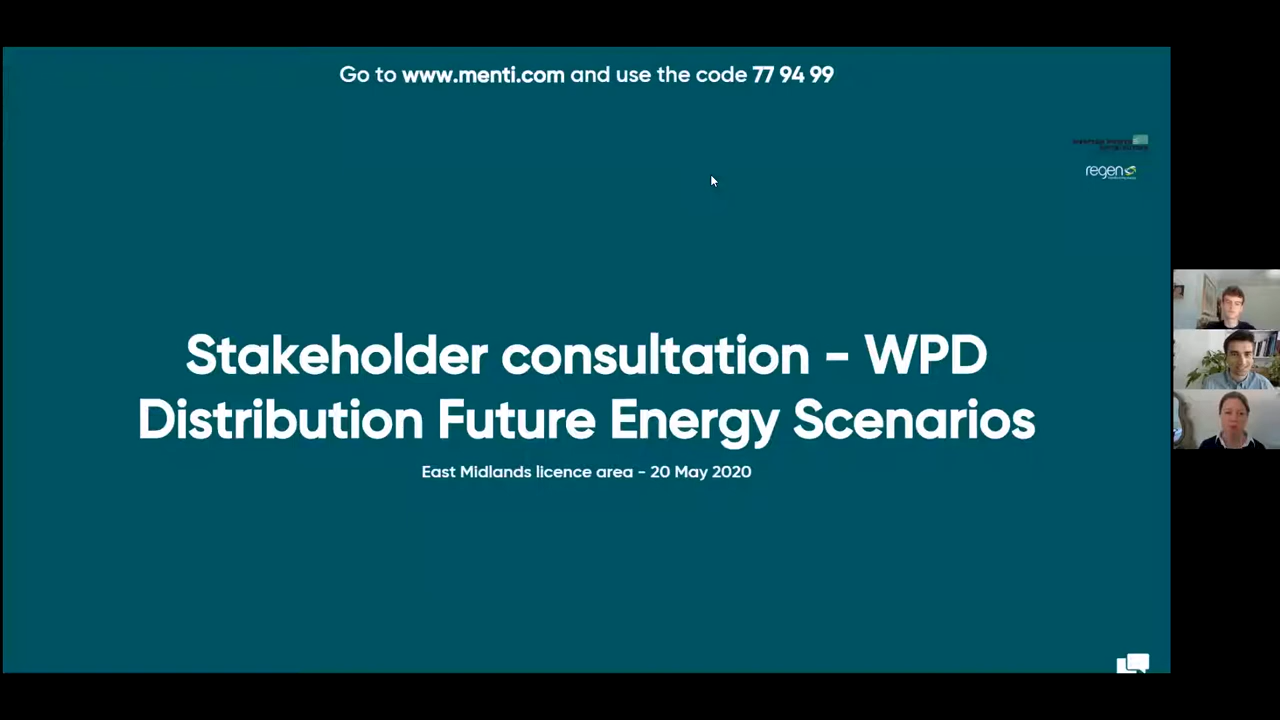 Go to www.menti.com and use the code 77 94 99
regen
Stakeholder consultation - WPD
Distribution Future Energy Scenarios
East Midlands licence area - 20 May 2020